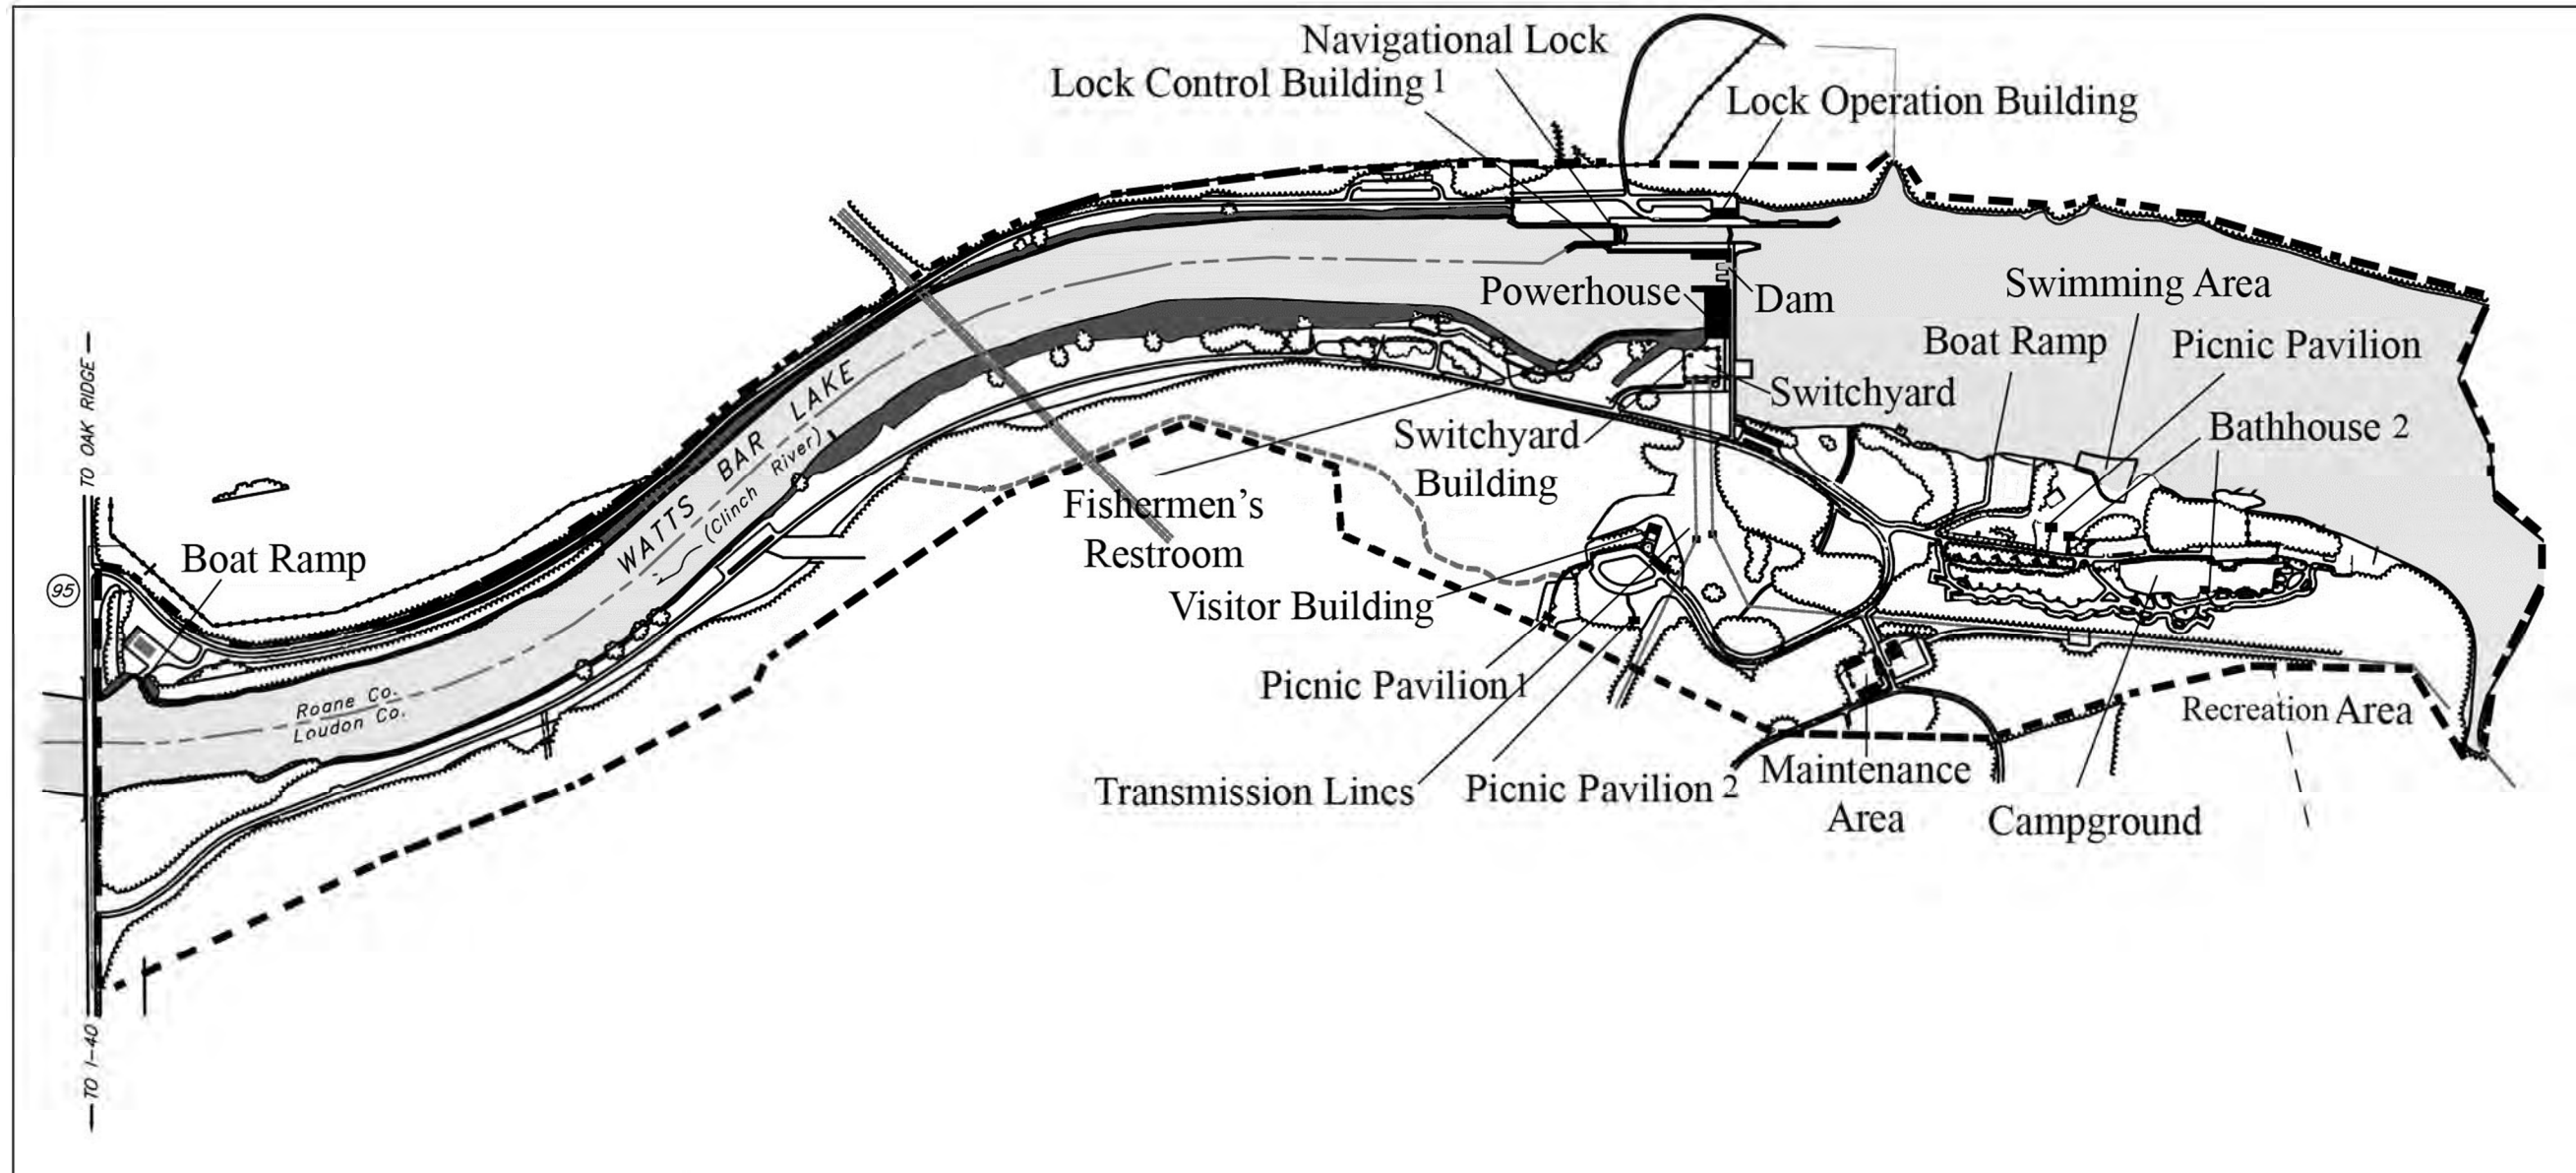 Navigational Lock
Lock Control Building 1
Lock Operation Building
Swimming Area
Powerhouse
Dam
Boat Ramp
Picnic Pavilion
Switchyard
Bathhouse 2
Switchyard
Building
Fishermen's
Restroom
TO OAK RIDGE
95
Boat Ramp
WATTS BAR LAKE
(Clinch River)
Visitor Building
Roane Co.
Loudon Co.
Picnic Pavilion 1
Recreation Area
Transmission Lines
Picnic Pavilion 2
Maintenance
Area
Campground
TO I-40